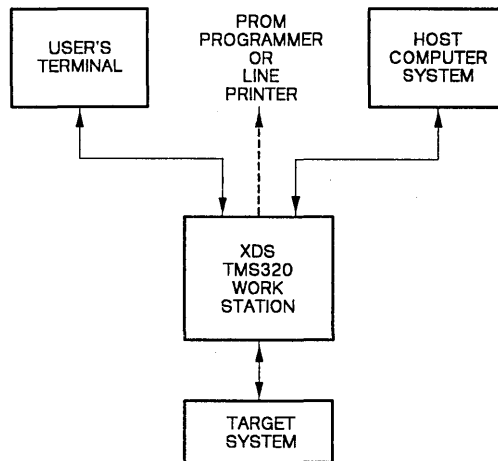 USER'S
TERMINAL
PROM
PROGRAMMER
OR
LINE
PRINTER
HOST
COMPUTER
SYSTEM
XDS
TMS320
WORK
STATION
TARGET
SYSTEM